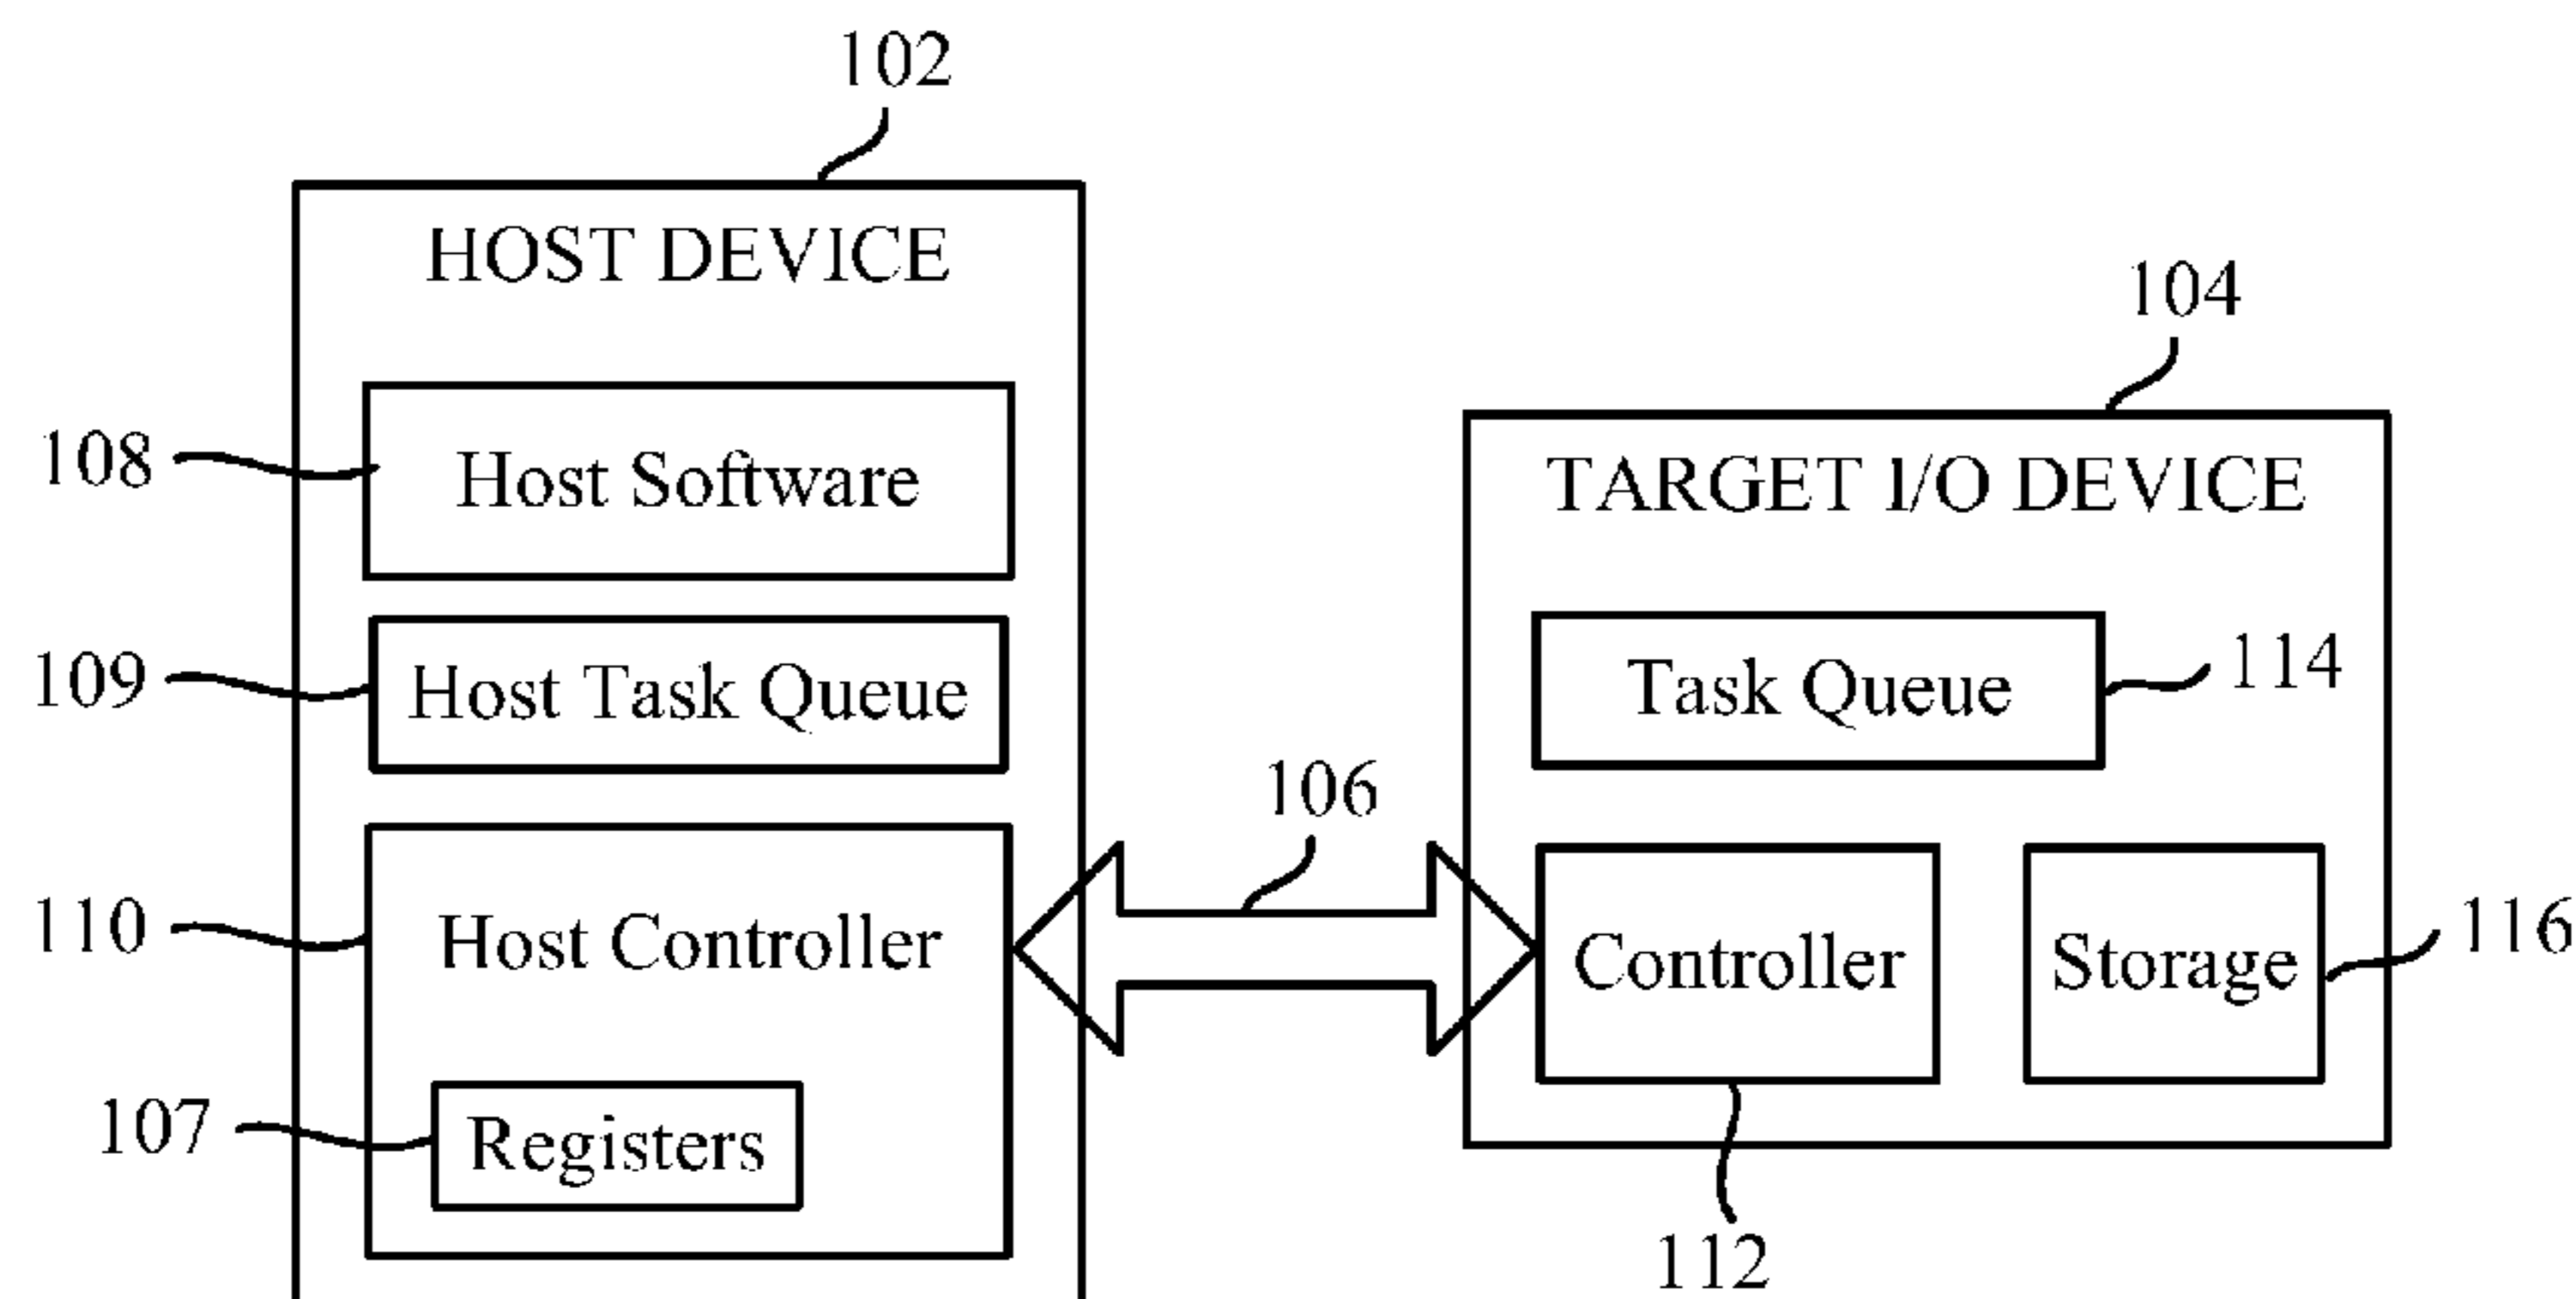 102
HOST DEVICE
104
108
Host Software
TARGET I/O DEVICE
109
Host Task Queue
Task Queue
114
106
110
Host Controller
Controller
Storage
116
107
Registers
112